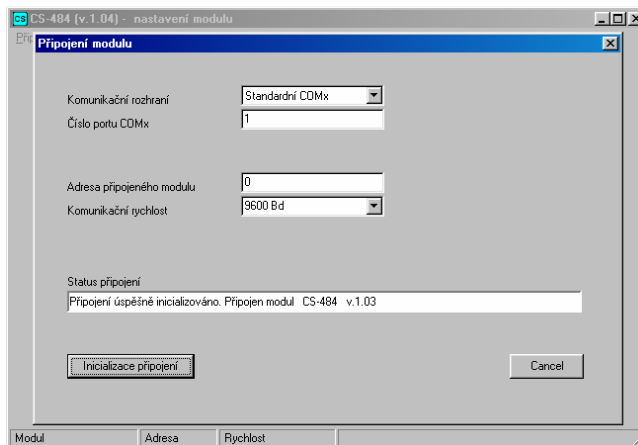 CS CS-484 (v.1.04) - nastavení modulu
Příp
Připojení modulu
Komunikační rozhraní Standardní COMx
Číslo portu COMx 1
Adresa připojeného modulu 0
Komunikační rychlost 9600 Bd
Status připojení
Připojení úspěšně inicializováno. Připojen modul CS-484 v.1.03
Inicializace připojení Cancel
Modul Adresa Rychlost